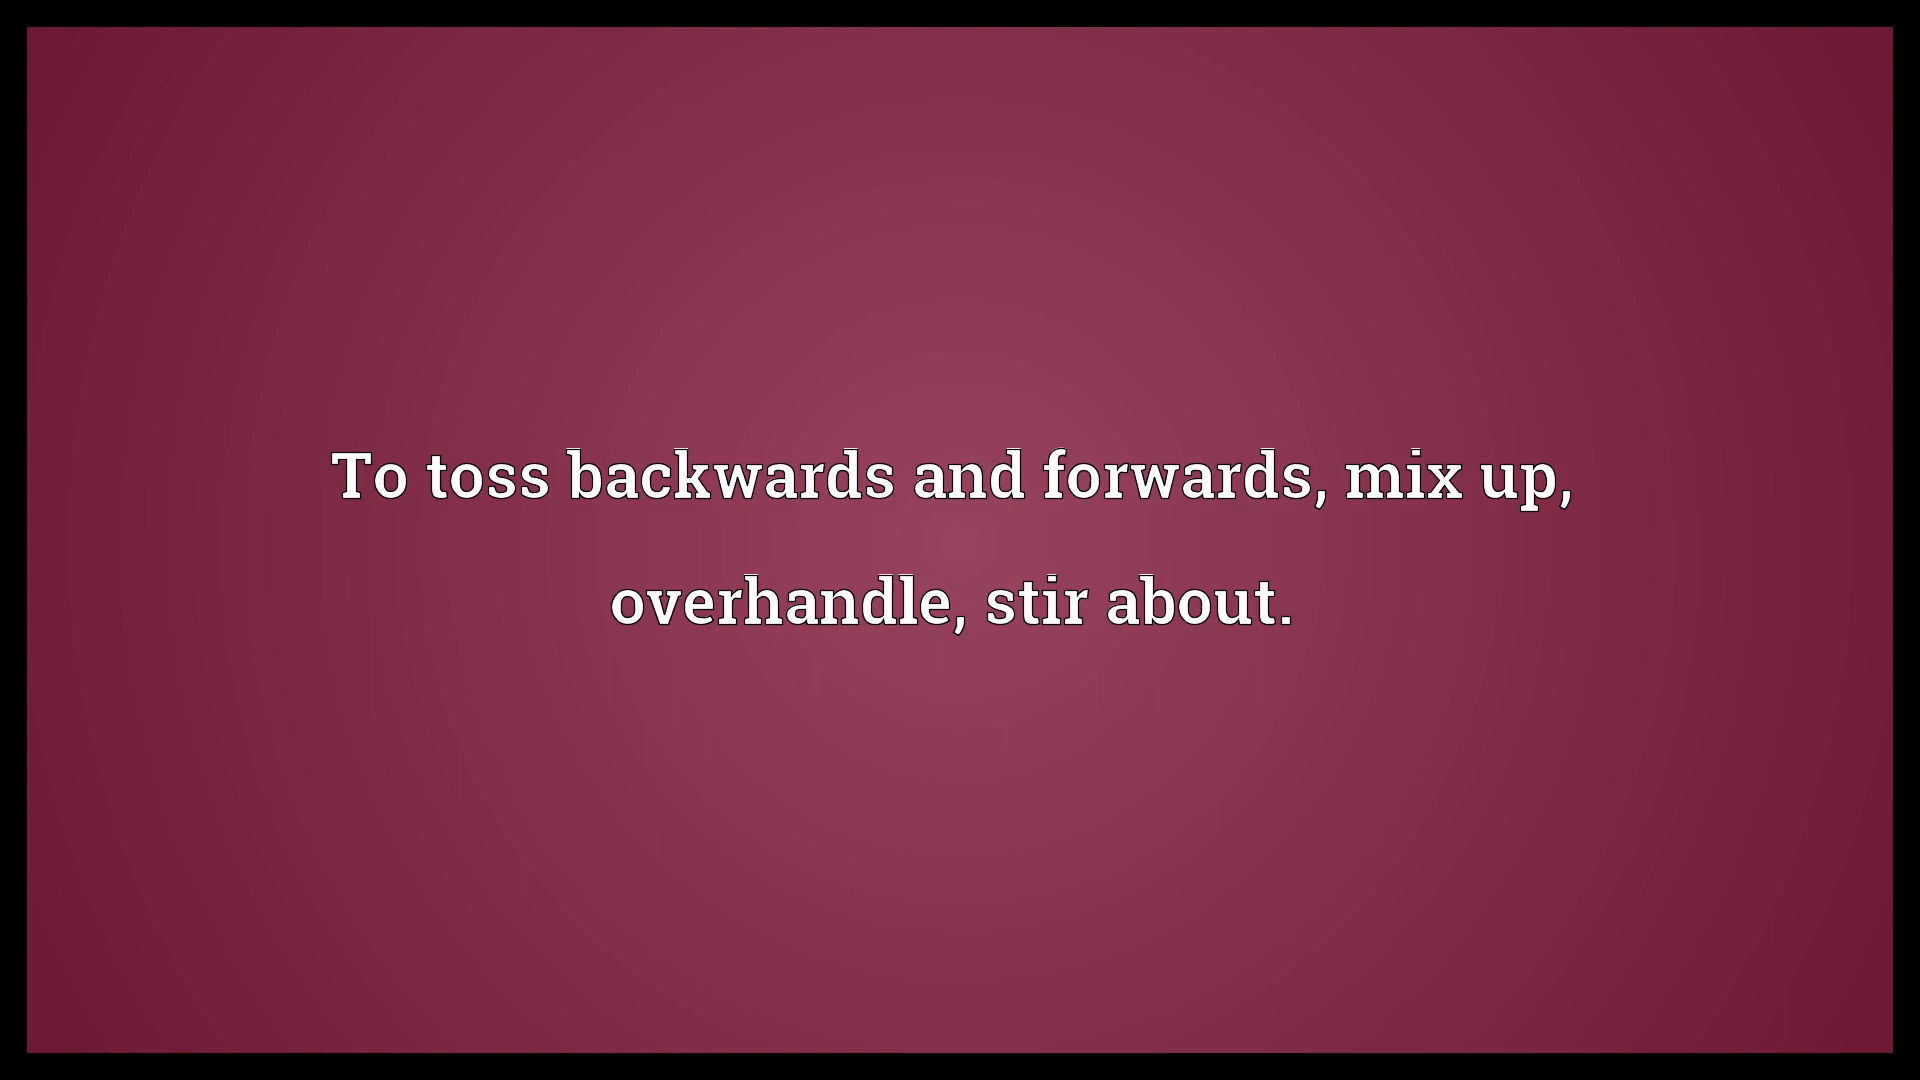 To toss backwards and forwards, mix up,
overhandle, stir about.